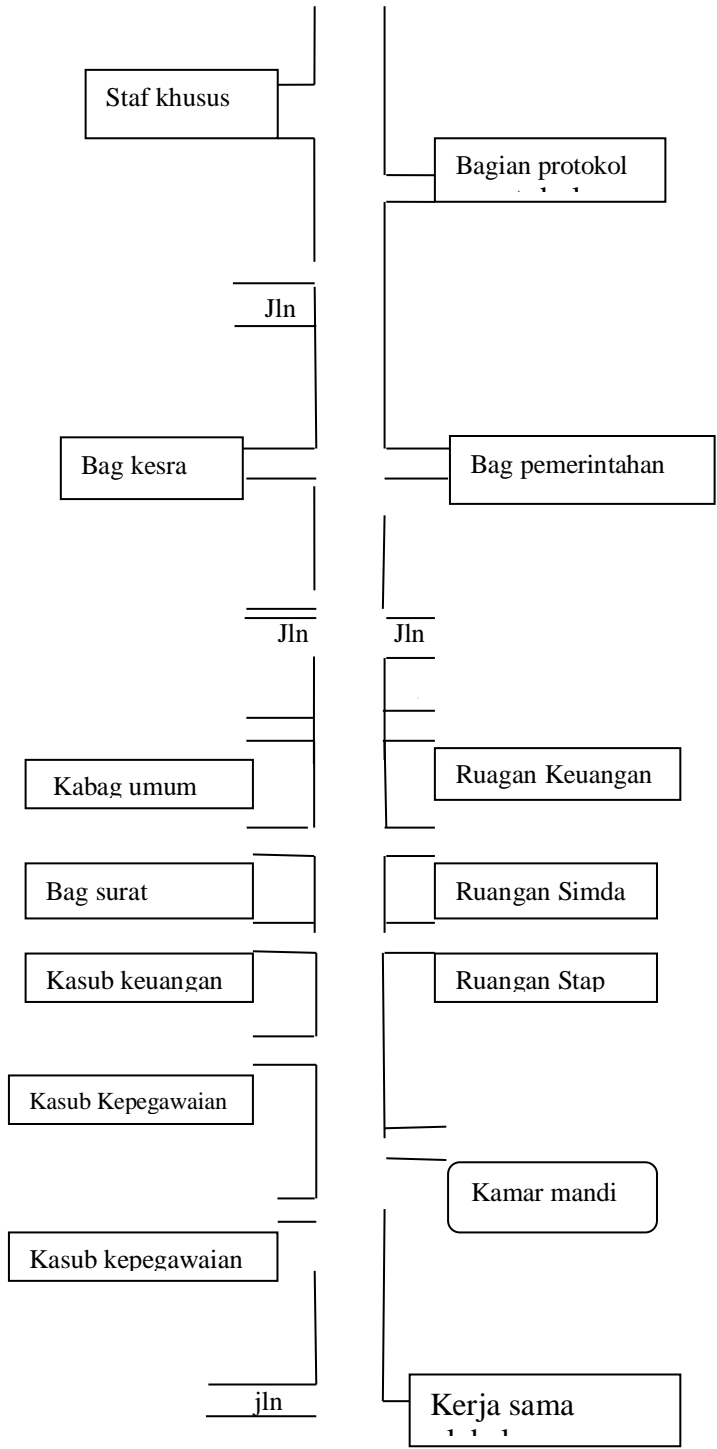 Staf khusus
Bagian protokol
Jln
Bag kesra
Bag pemerintahan
Jln
Jln
Kabag umum
Ruagan Keuangan
Bag surat
Ruangan Simda
Kasub keuangan
Ruangan Stap
Kasub Kepegawaian
Kamar mandi
Kasub kepegawaian
jln
Kerja sama